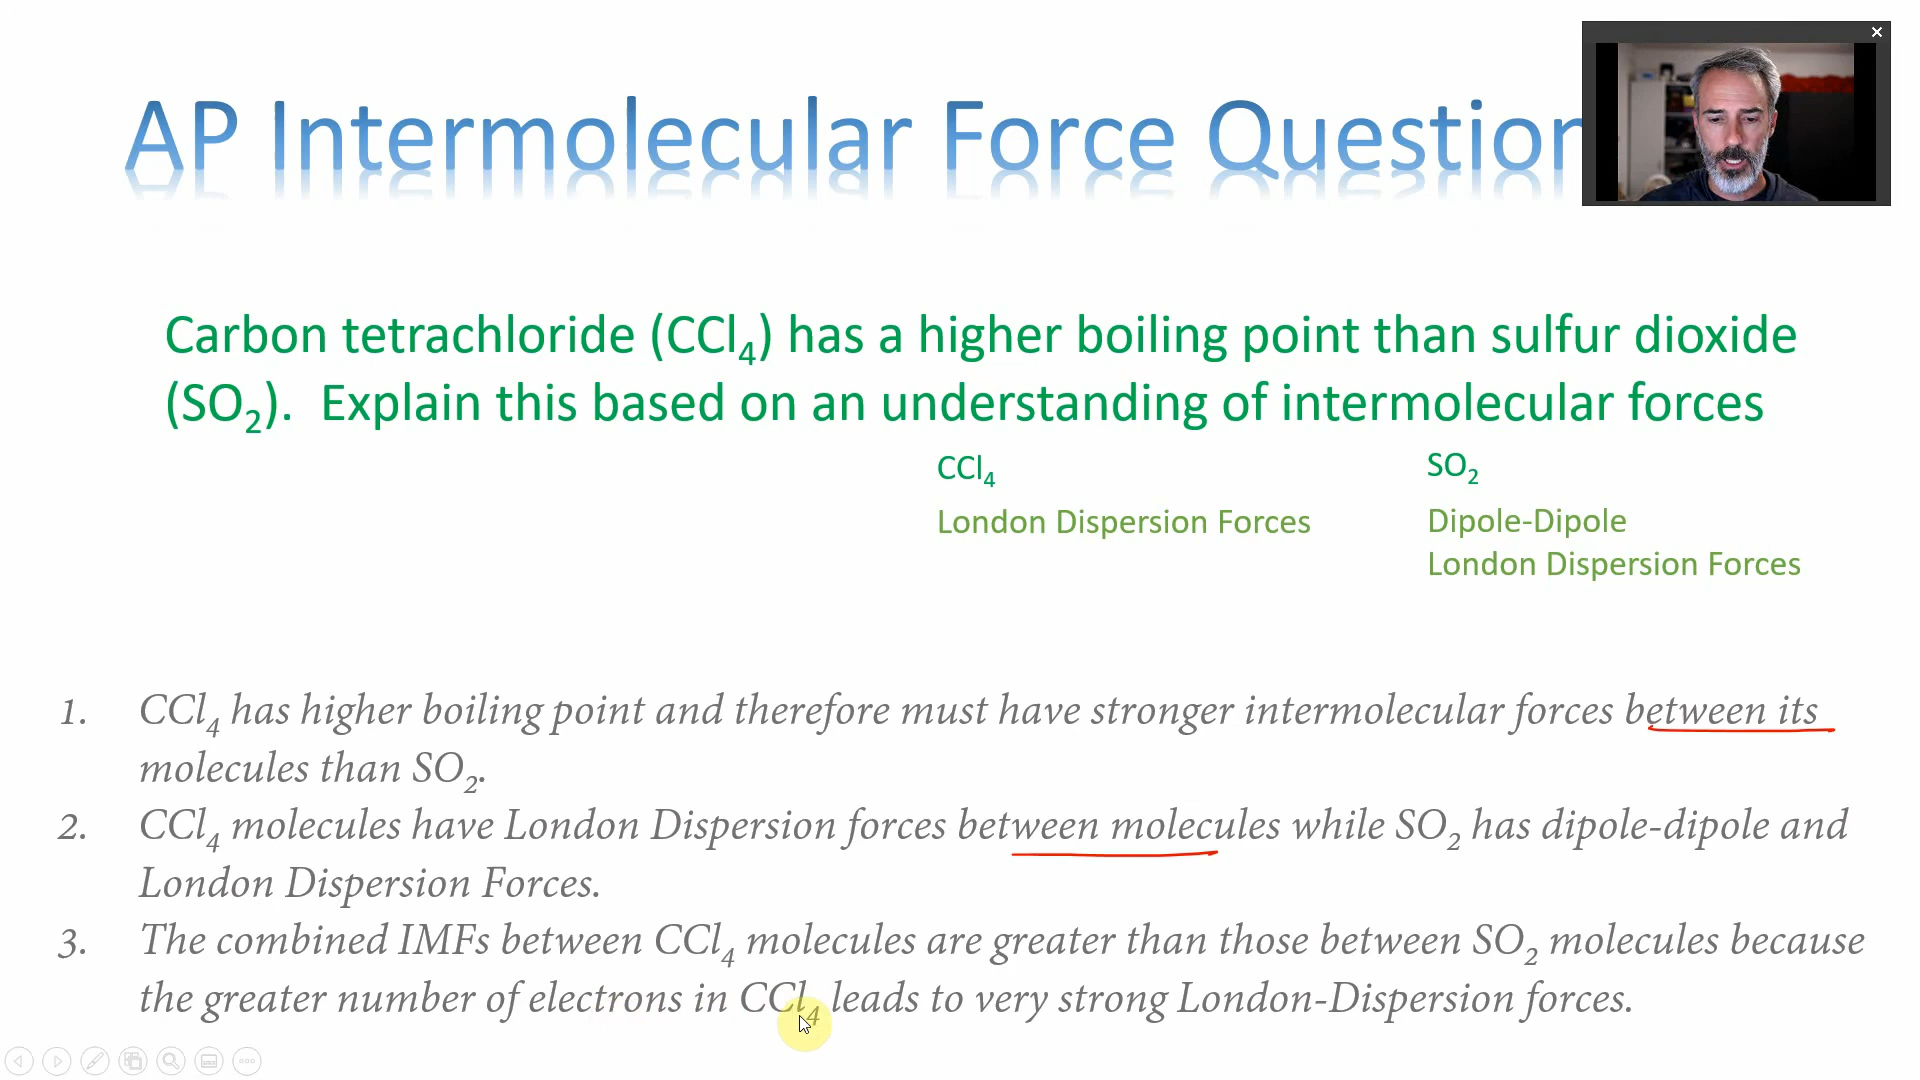 AP Intermolecular Force Question
Carbon tetrachloride (CCl₄) has a higher boiling point than sulfur dioxide
(SO₂). Explain this based on an understanding of intermolecular forces
CCl₄
London Dispersion Forces
SO₂
Dipole-Dipole
London Dispersion Forces
1. CCl₄ has higher boiling point and therefore must have stronger intermolecular forces between its
molecules than SO₂.
2. CCl₄ molecules have London Dispersion forces between molecules while SO₂ has dipole-dipole and
London Dispersion Forces.
3. The combined IMFs between CCl₄ molecules are greater than those between SO₂ molecules because
the greater number of electrons in CCl₄ leads to very strong London-Dispersion forces.